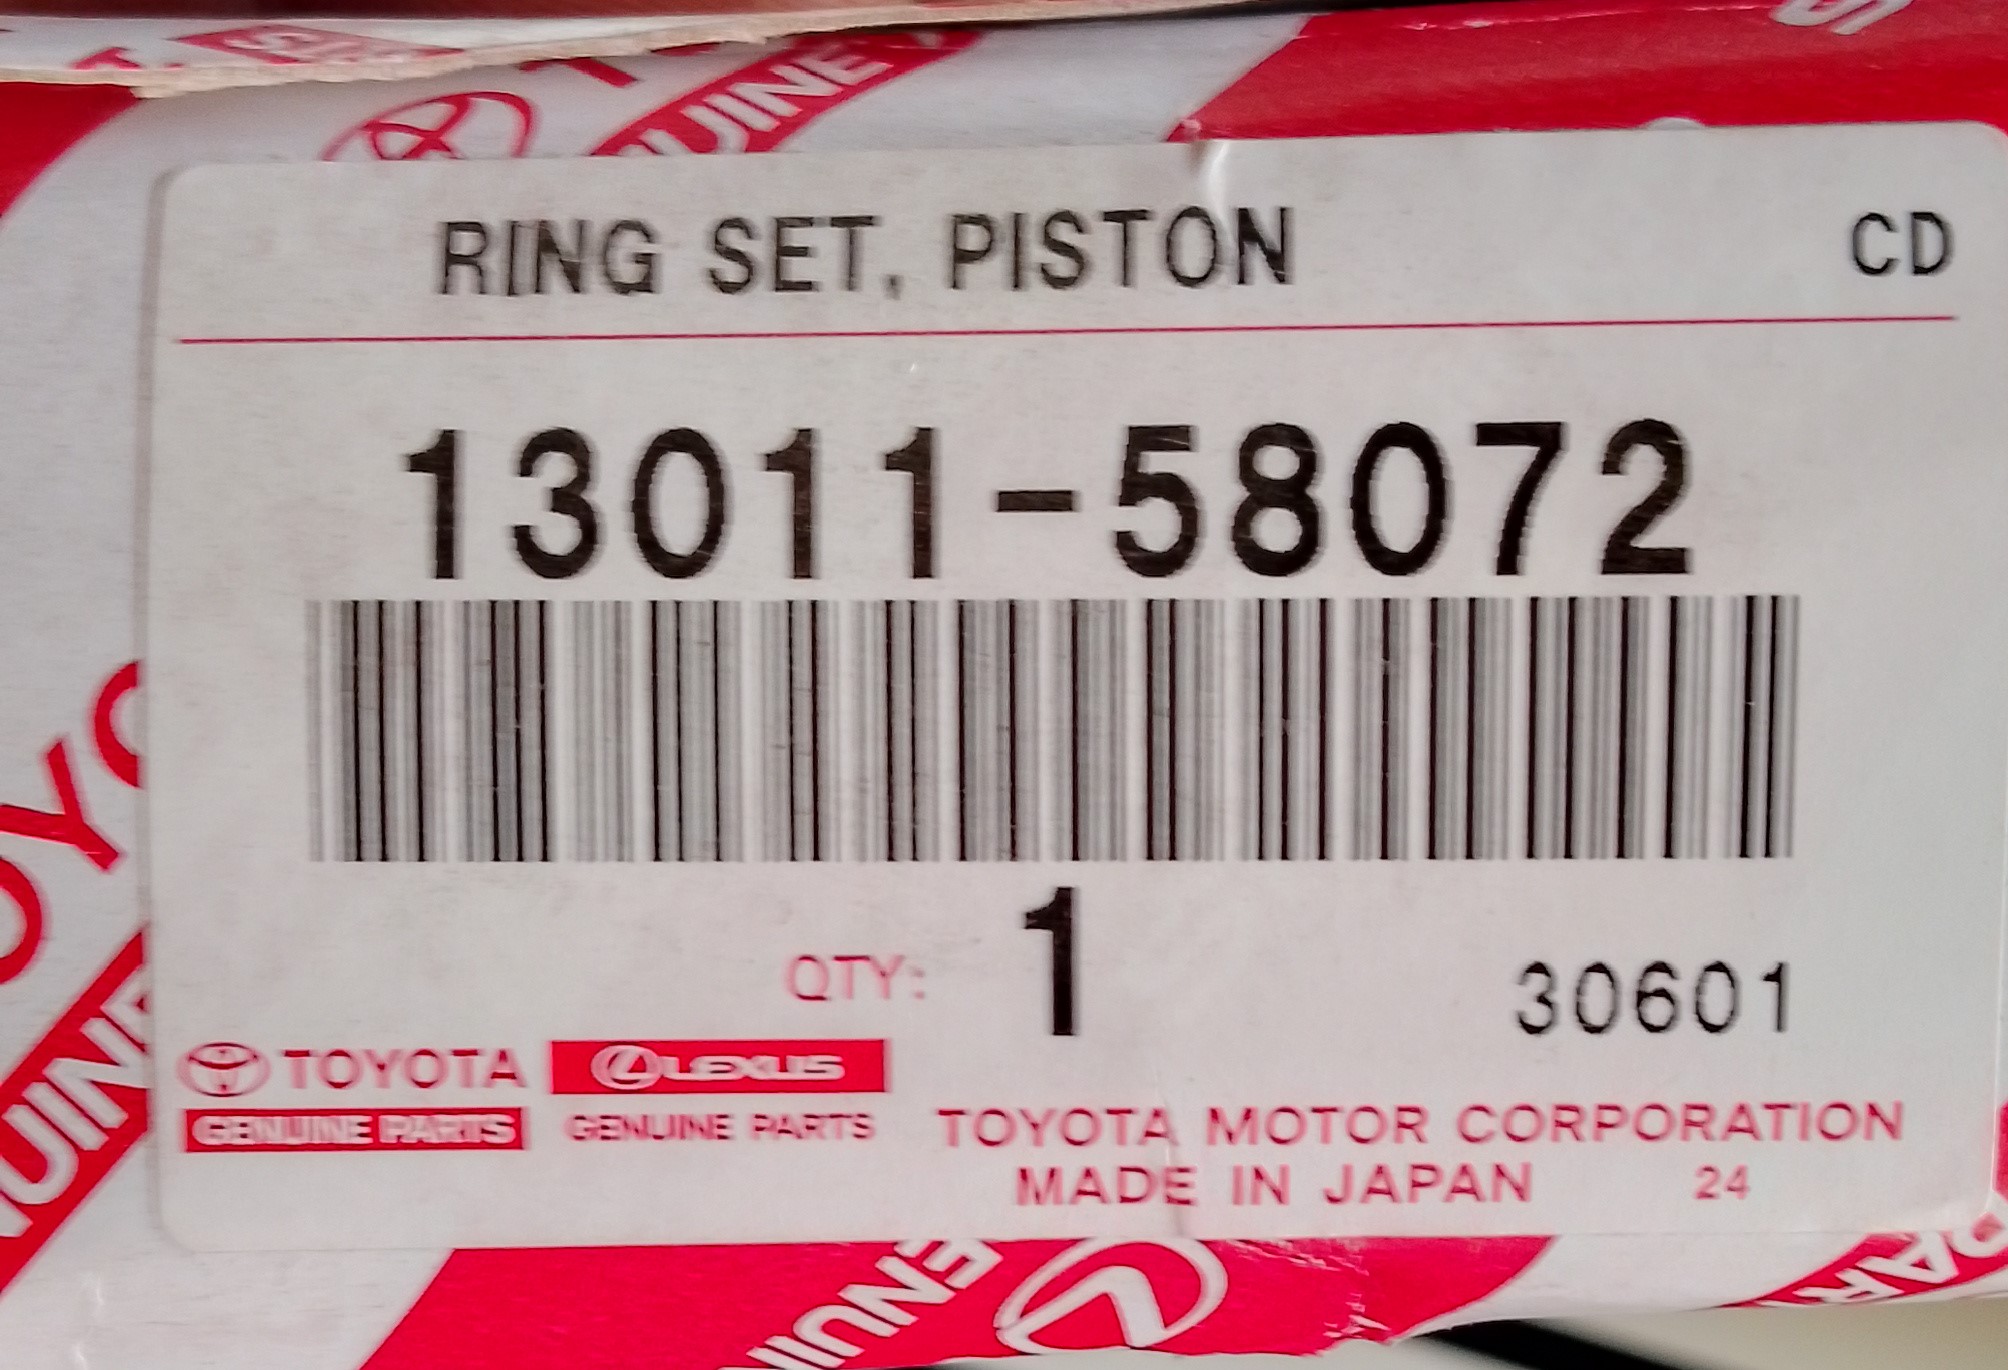 GENUINE
RING SET, PISTON CD
13011-58072
QTY: 1 30601
TOYOTA LEXUS
GENUINE PARTS GENUINE PARTS
TOYOTA MOTOR CORPORATION
MADE IN JAPAN 24